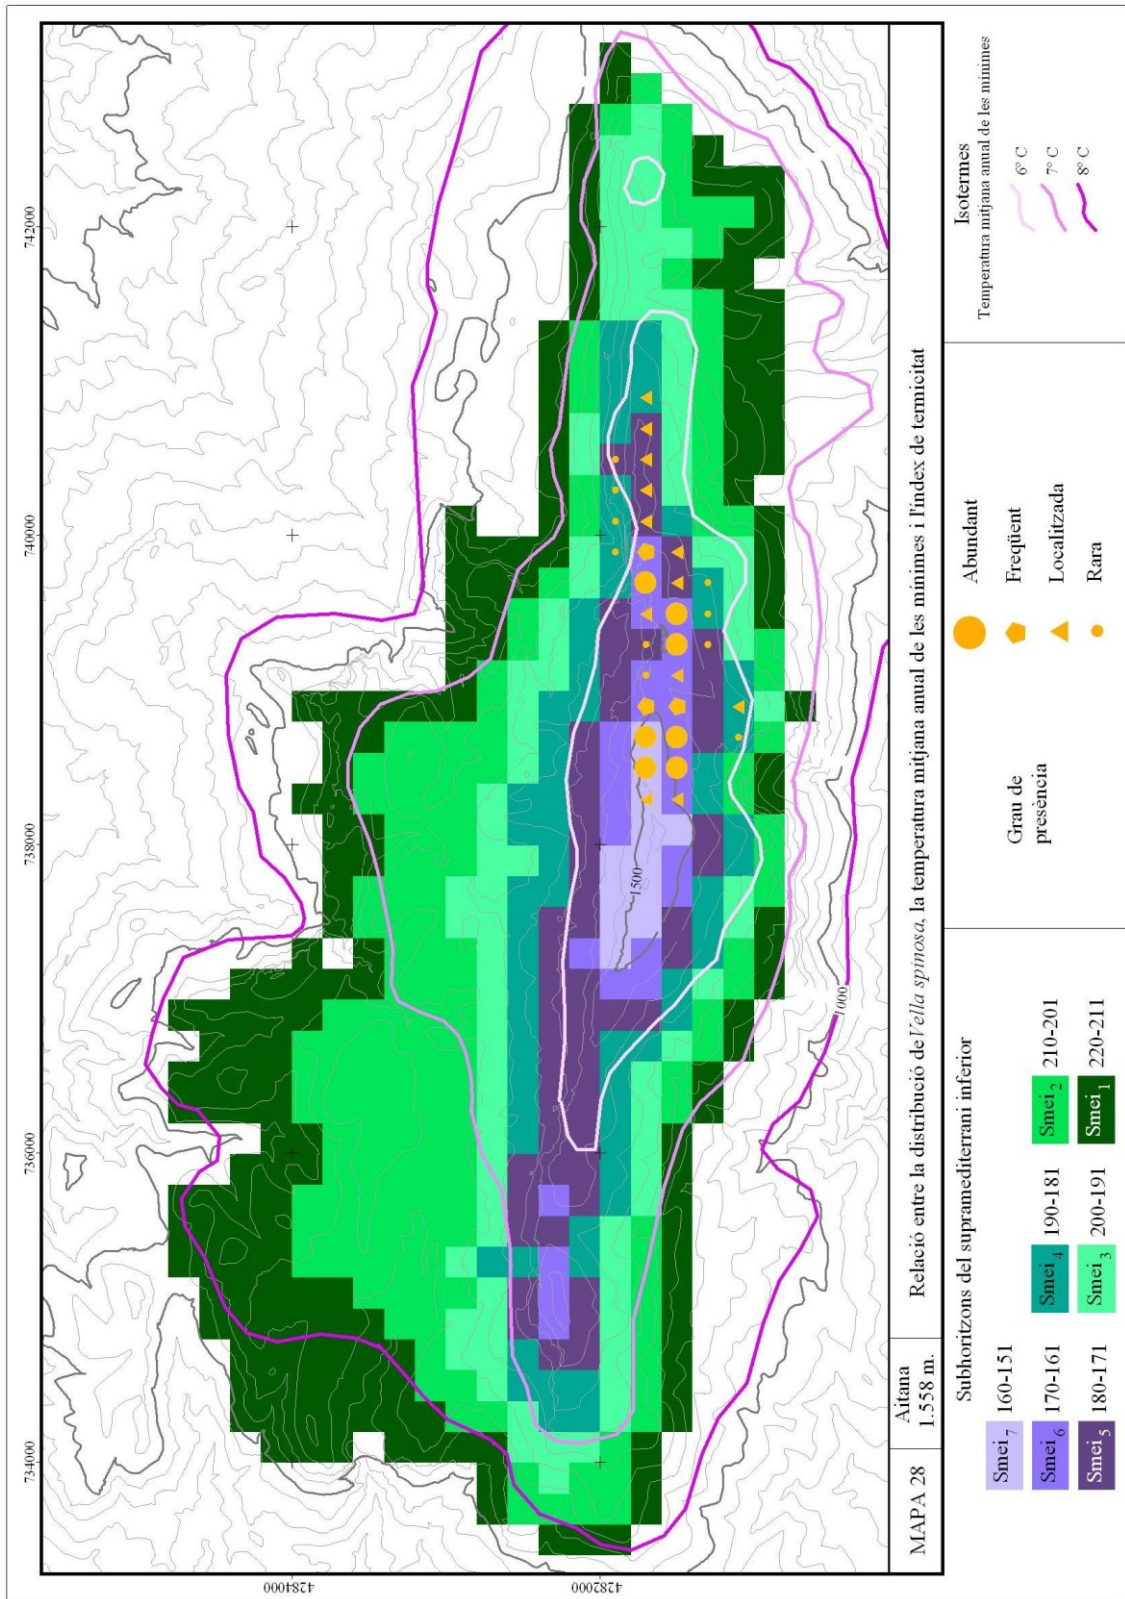 734000
736000
738000
740000
742000
4284000
4282000
1500
1000
MAPA 28
Aitana
1.558 m.
Relació entre la distribució de Vella spinosa, la temperatura mitjana anual de les mínimes i l'índex de termicitat
Subhoritzons del supramediterrani inferior
Smei7 160-151
Smei6 170-161
Smei5 180-171
Smei4 190-181
Smei3 200-191
Smei2 210-201
Smei1 220-211
Grau de
presència
Abundant
Freqüent
Localitzada
Rara
Isotermes
Temperatura mitjana anual de les mínimes
6º C
7º C
8º C